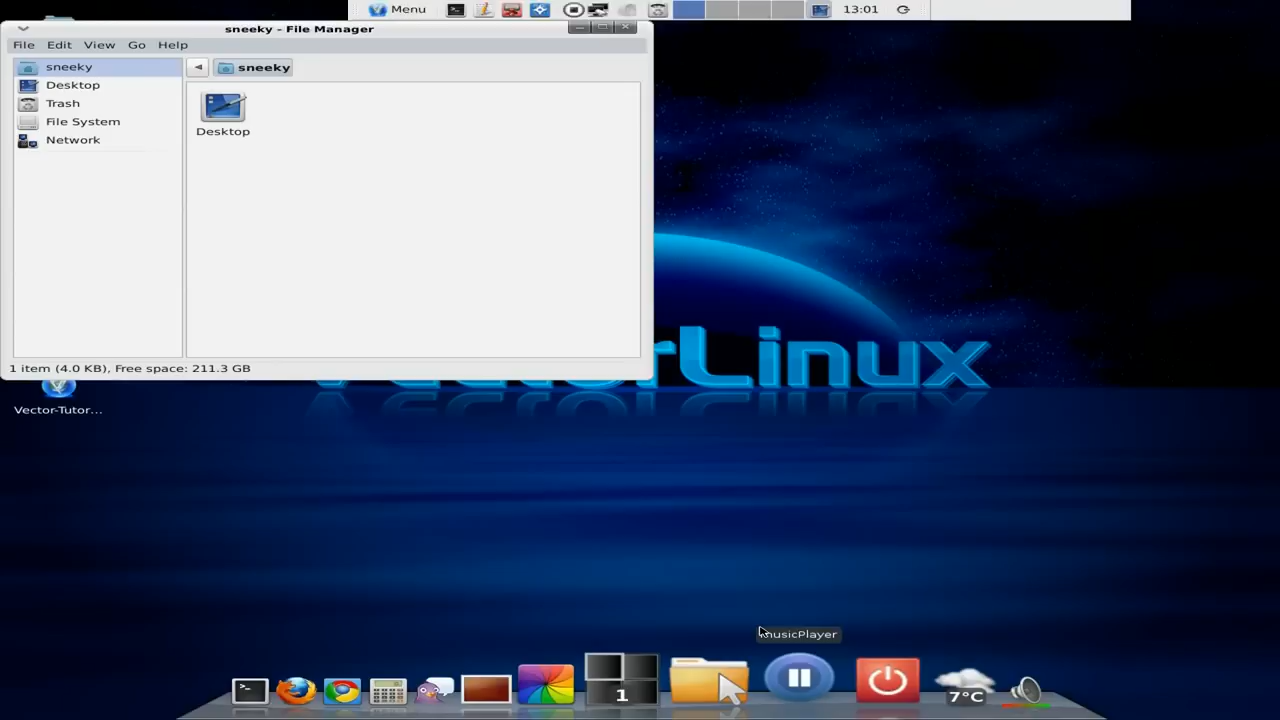 Menu
13:01
sneeky - File Manager
File Edit View Go Help
sneeky
Desktop
Trash
File System
Network
sneeky
Desktop
1 item (4.0 KB), Free space: 211.3 GB
Linux
Vector-Tutor...
musicPlayer
1
7°C